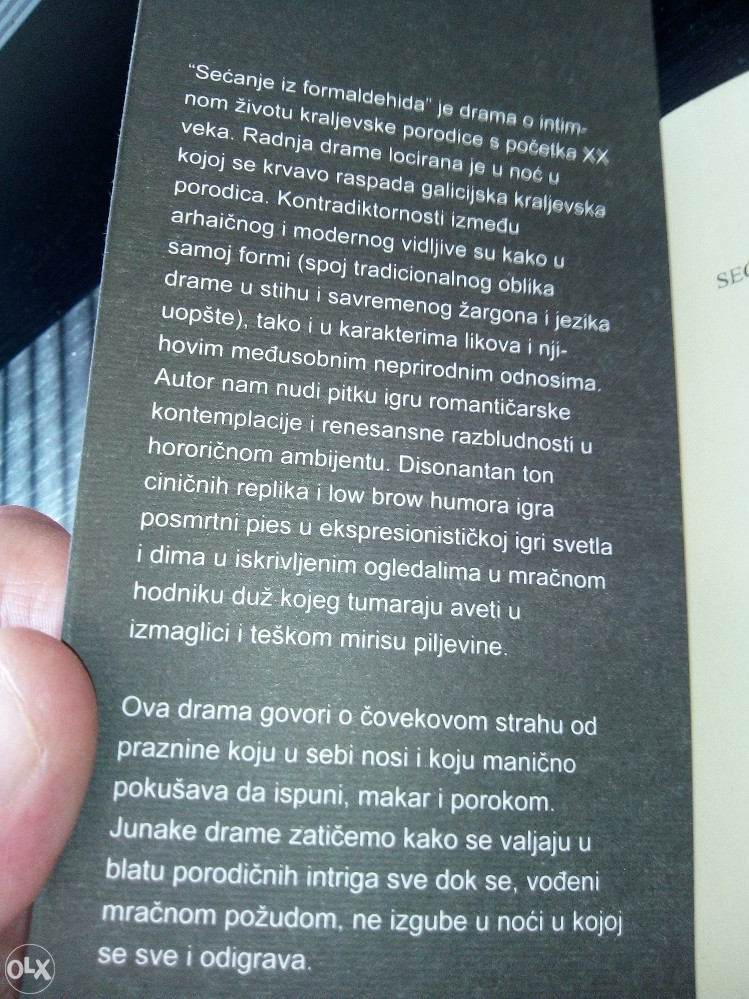 “Sećanje iz formaldehida” je drama o intim-
nom životu kraljevske porodice s početka XX
veka. Radnja drame locirana je u noć u
kojoj se krvavo raspada galicijska kraljevska
porodica. Kontradiktornosti između
arhaičnog i modernog vidljive su kako u
samoj formi (spoj tradicionalnog oblika
drame u stihu i savremenog žargona i jezika
uopšte), tako i u karakterima likova i nji-
hovim međusobnim neprirodnim odnosima.
Autor nam nudi pitku igru romantičarske
kontemplacije i renesansne razbludnosti u
hororičnom ambijentu. Disonantan ton
ciničnih replika i low brow humora igra
posmrtni pies u ekspresionističkoj igri svetla
i dima u iskrivljenim ogledalima u mračnom
hodniku duž kojeg tumaraju aveti u
izmaglici i teškom mirisu piljevine.
Ova drama govori o čovekovom strahu od
praznine koju u sebi nosi i koju manično
pokušava da ispuni, makar i porokom.
Junake drame zatičemo kako se valjaju u
blatu porodičnih intriga sve dok se, vođeni
mračnom požudom, ne izgube u noći u kojoj
se sve i odigrava.
OLX